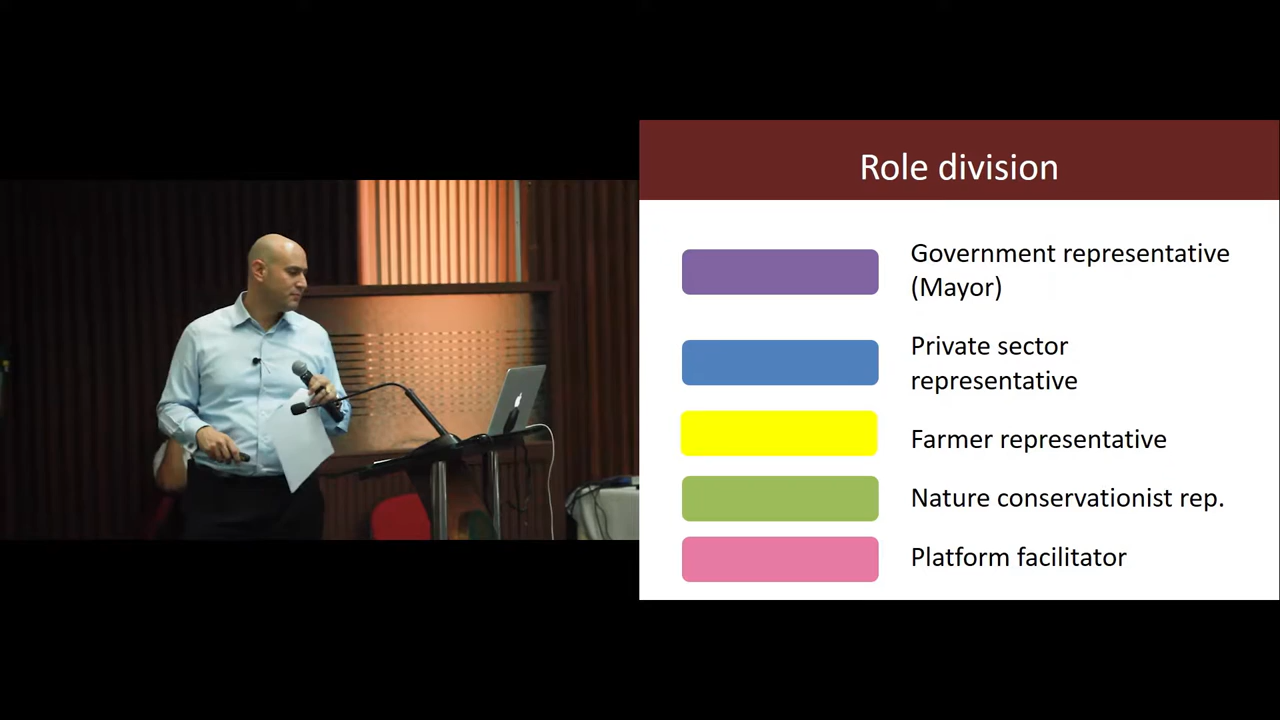 Role division
Government representative
(Mayor)
Private sector
representative
Farmer representative
Nature conservationist rep.
Platform facilitator